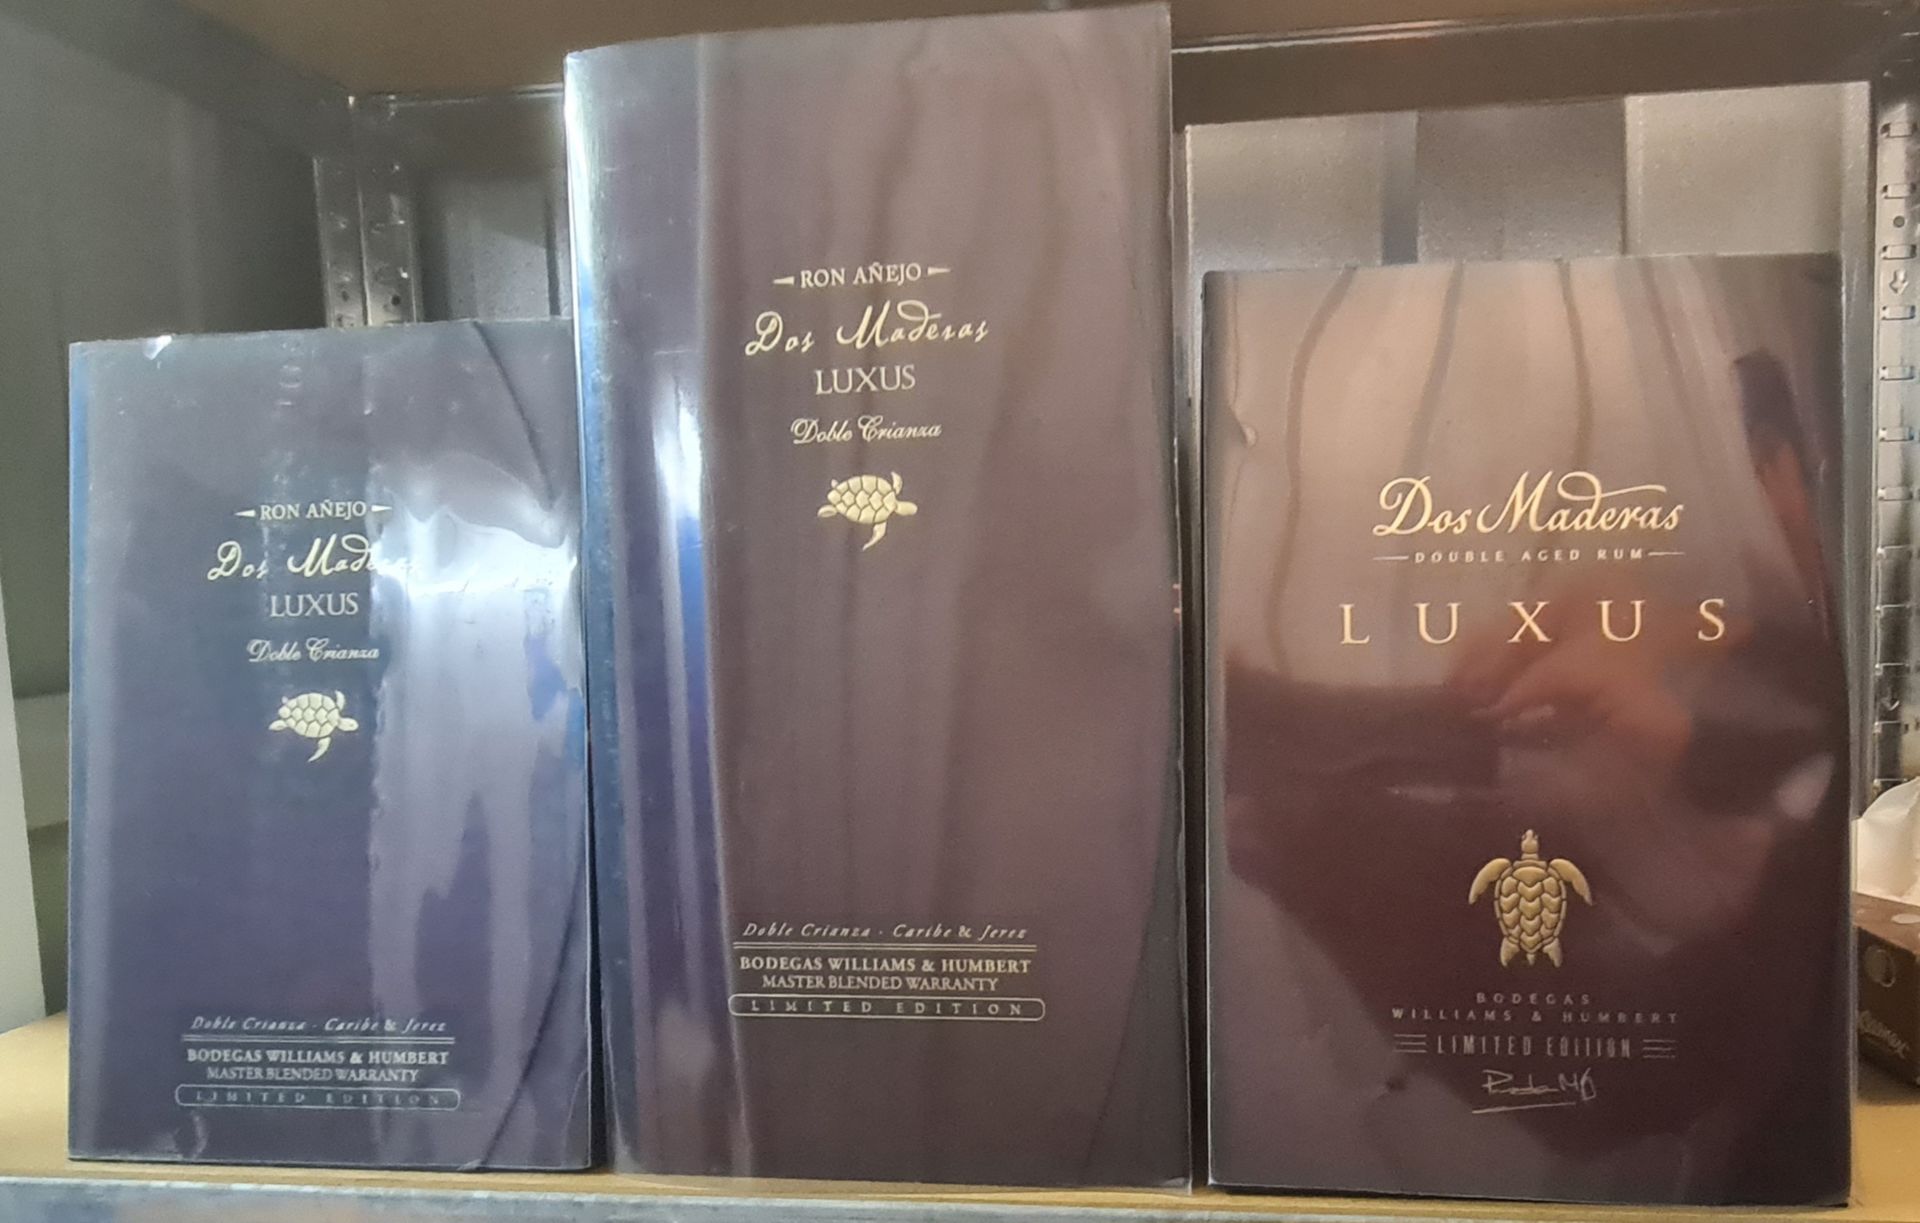 RON AÑEJO
Dos Maderas
LUXUS
Doble Crianza
Doble Crianza - Caribe & Jerez
BODEGAS WILLIAMS & HUMBERT
MASTER BLENDED WARRANTY
LIMITED EDITION
RON AÑEJO
Dos Maderas
LUXUS
Doble Crianza
Doble Crianza - Caribe & Jerez
BODEGAS WILLIAMS & HUMBERT
MASTER BLENDED WARRANTY
LIMITED EDITION
Dos Maderas
DOUBLE AGED RUM
LUXUS
BODEGAS
WILLIAMS & HUMBERT
LIMITED EDITION